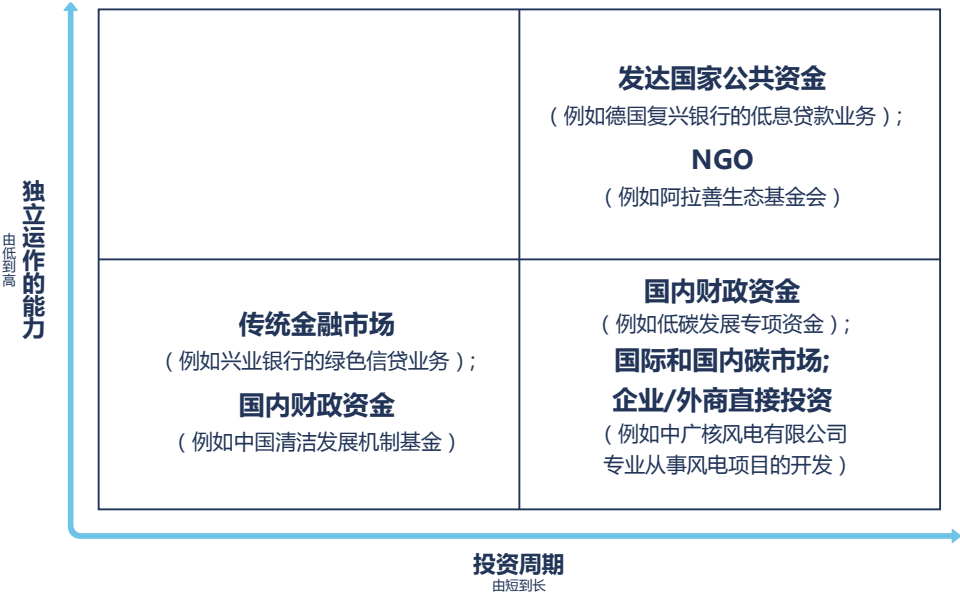 发达国家公共资金
（例如德国复兴银行的低息贷款业务）;
NGO
（例如阿拉善生态基金会）
独立运作的能力
由低到高
传统金融市场
（例如兴业银行的绿色信贷业务）;
国内财政资金
（例如中国清洁发展机制基金）
国内财政资金
（例如低碳发展专项资金）;
国际和国内碳市场;
企业/外商直接投资
（例如中广核风电有限公司
专业从事风电项目的开发）
投资周期
由短到长